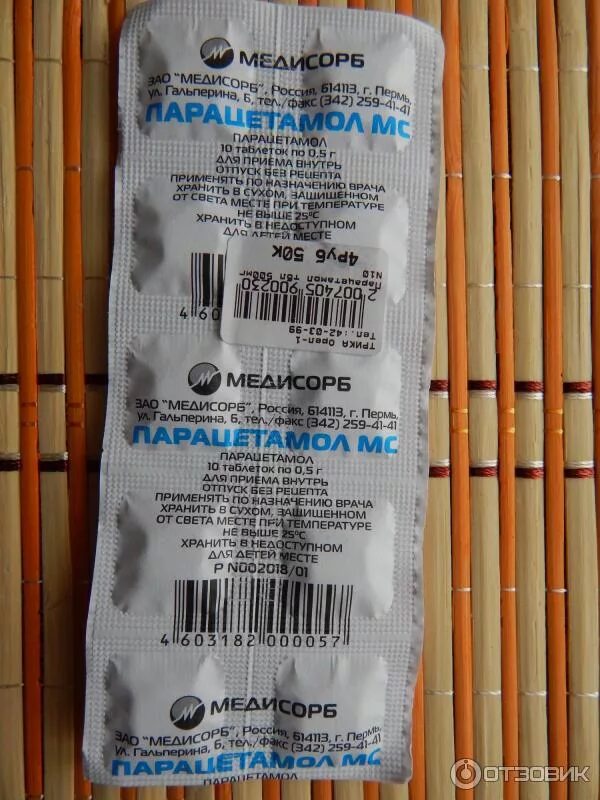 МЕДИСОРБ
ЗАО "МЕДИСОРБ", Россия, 614113, г. Пермь,
ул. Гальперина, 6, тел./факс (342) 259-41-41
ПАРАЦЕТАМОЛ МС
ПАРАЦЕТАМОЛ
10 таблеток по 0,5 г
ДЛЯ ПРИЕМА ВНУТРЬ
ОТПУСК БЕЗ РЕЦЕПТА
ПРИМЕНЯТЬ ПО НАЗНАЧЕНИЮ ВРАЧА
ХРАНИТЬ В СУХОМ, ЗАЩИЩЕННОМ
ОТ СВЕТА МЕСТЕ ПРИ ТЕМПЕРАТУРЕ
НЕ ВЫШЕ 25°C
ХРАНИТЬ В НЕДОСТУПНОМ
ДЛЯ ДЕТЕЙ МЕСТЕ
4 60
ТРИКА Орел-1
Тел.:42-03-99
2 007405 900230
Парацетамол тбл 500мг
N10
4Руб 50К
МЕДИСОРБ
ЗАО "МЕДИСОРБ", Россия, 614113, г. Пермь,
ул. Гальперина, 6, тел./факс (342) 259-41-41
ПАРАЦЕТАМОЛ МС
ПАРАЦЕТАМОЛ
10 таблеток по 0,5 г
ДЛЯ ПРИЕМА ВНУТРЬ
ОТПУСК БЕЗ РЕЦЕПТА
ПРИМЕНЯТЬ ПО НАЗНАЧЕНИЮ ВРАЧА
ХРАНИТЬ В СУХОМ, ЗАЩИЩЕННОМ
ОТ СВЕТА МЕСТЕ ПРИ ТЕМПЕРАТУРЕ
НЕ ВЫШЕ 25°C
ХРАНИТЬ В НЕДОСТУПНОМ
ДЛЯ ДЕТЕЙ МЕСТЕ
Р N002018/01
4 603182 000057
МЕДИСОРБ
ЗАО "МЕДИСОРБ", Россия, 614113, г. Пермь,
ул. Гальперина, 6, тел./факс (342) 259-41-41
ПАРАЦЕТАМОЛ МС
ПАРАЦЕТАМОЛ
ОТЗОВИК